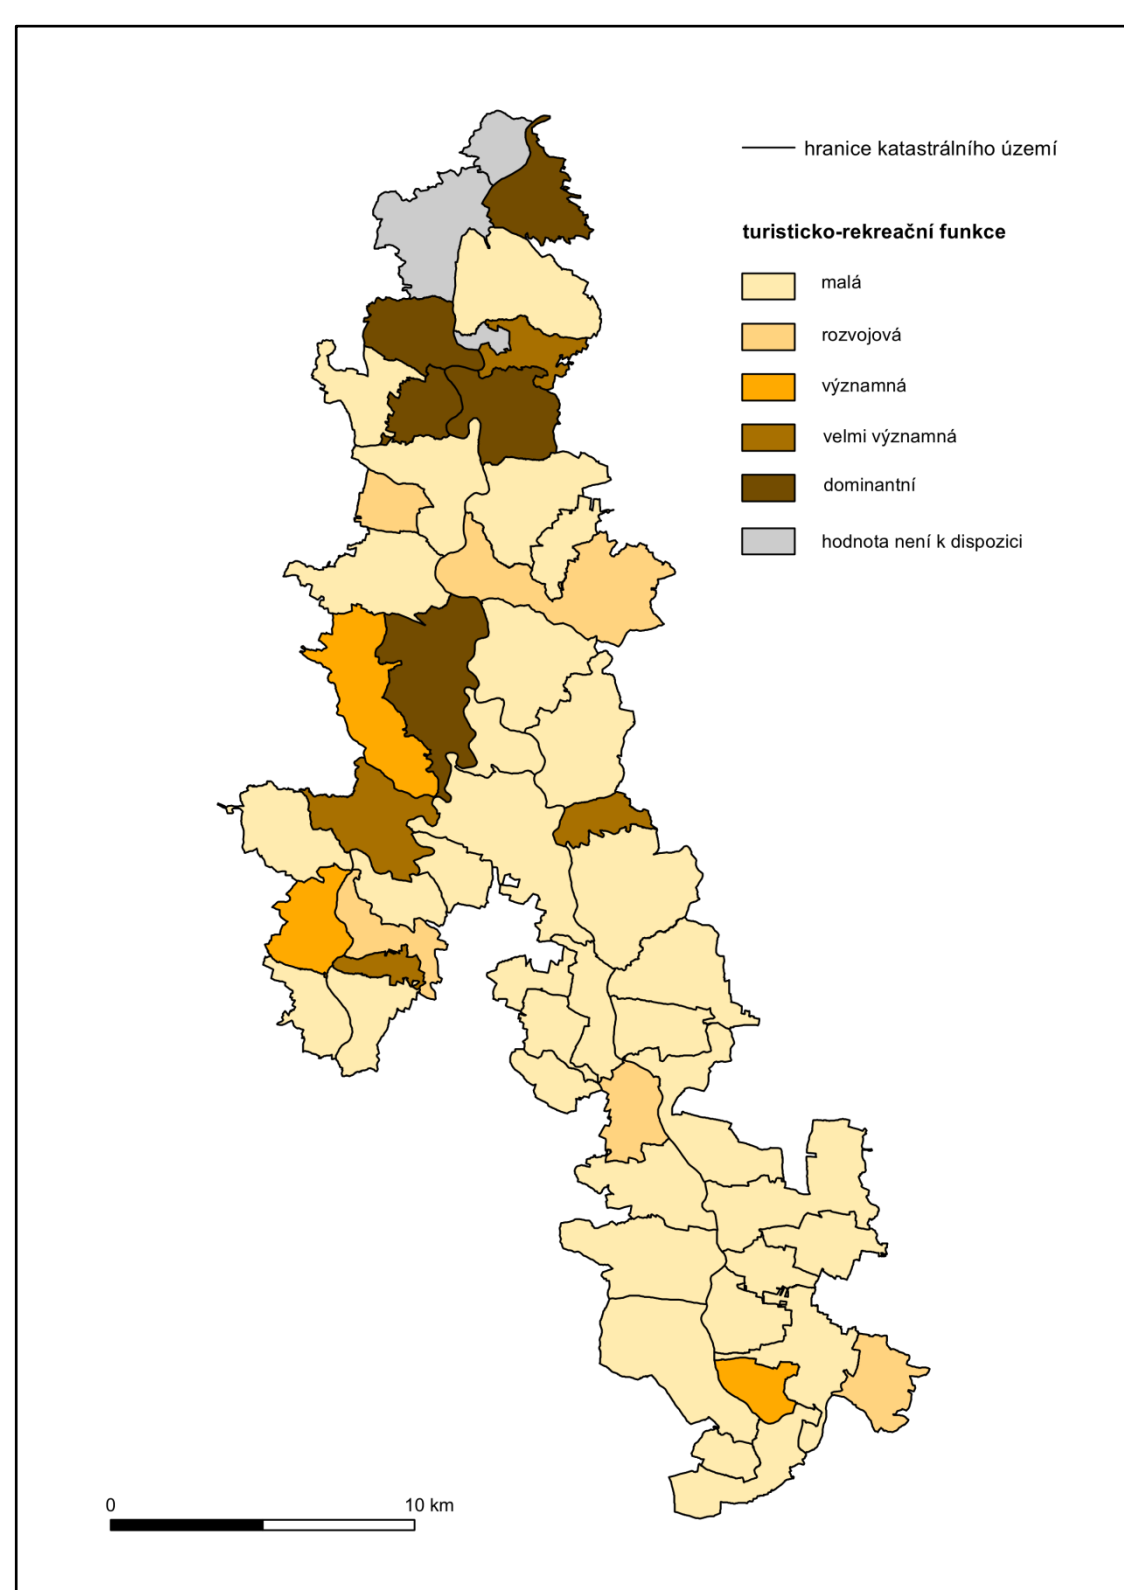 hranice katastrálního území
turisticko-rekreační funkce
malá
rozvojová
významná
velmi významná
dominantní
hodnota není k dispozici
0 10 km